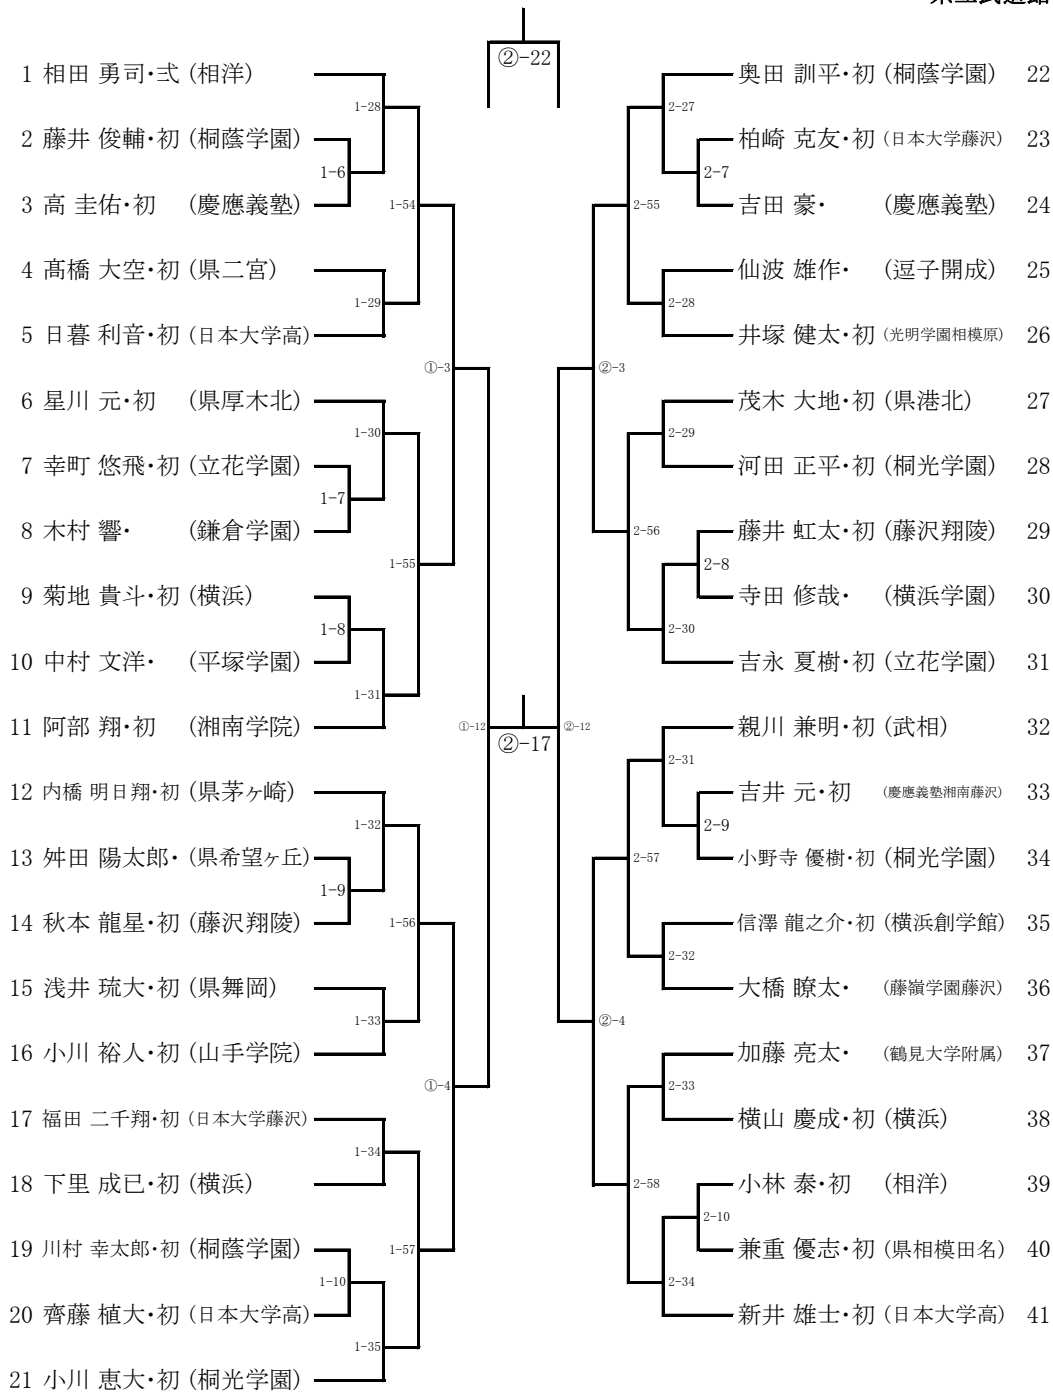 ②-22
1 相田 勇司・弍 (相洋)
1-28
2 藤井 俊輔・初 (桐蔭学園)
1-6
3 高 圭佑・初 (慶應義塾)
1-54
4 髙橋 大空・初 (県二宮)
1-29
5 日暮 利音・初 (日本大学高)
①-3
6 星川 元・初 (県厚木北)
1-30
7 幸町 悠飛・初 (立花学園)
1-7
8 木村 響・ (鎌倉学園)
1-55
9 菊地 貴斗・初 (横浜)
1-8
10 中村 文洋・ (平塚学園)
1-31
11 阿部 翔・初 (湘南学院)
①-12
②-17
②-12
12 内橋 明日翔・初 (県茅ヶ崎)
1-32
13 舛田 陽太郎・ (県希望ヶ丘)
1-9
14 秋本 龍星・初 (藤沢翔陵)
1-56
15 浅井 琉大・初 (県舞岡)
1-33
16 小川 裕人・初 (山手学院)
①-4
17 福田 二千翔・初 (日本大学藤沢)
1-34
18 下里 成已・初 (横浜)
19 川村 幸太郎・初 (桐蔭学園)
1-57
1-10
20 齊藤 植大・初 (日本大学高)
1-35
21 小川 恵大・初 (桐光学園)
奥田 訓平・初 (桐蔭学園) 22
2-27
柏崎 克友・初 (日本大学藤沢) 23
2-7
吉田 豪・ (慶應義塾) 24
2-55
仙波 雄作・ (逗子開成) 25
2-28
井塚 健太・初 (光明学園相模原) 26
②-3
茂木 大地・初 (県港北) 27
2-29
河田 正平・初 (桐光学園) 28
藤井 虹太・初 (藤沢翔陵) 29
2-56
2-8
寺田 修哉・ (横浜学園) 30
2-30
吉永 夏樹・初 (立花学園) 31
親川 兼明・初 (武相) 32
2-31
吉井 元・初 (慶應義塾湘南藤沢) 33
2-9
小野寺 優樹・初 (桐光学園) 34
2-57
信澤 龍之介・初 (横浜創学館) 35
2-32
大橋 瞭太・ (藤嶺学園藤沢) 36
②-4
加藤 亮太・ (鶴見大学附属) 37
2-33
横山 慶成・初 (横浜) 38
小林 泰・初 (相洋) 39
2-58
2-10
兼重 優志・初 (県相模田名) 40
2-34
新井 雄士・初 (日本大学高) 41